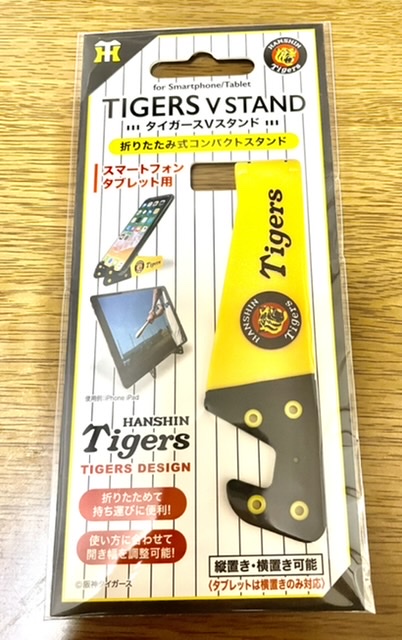 HANSHIN
Tigers
for Smartphone/Tablet
TIGERS V STAND
タイガースVスタンド
折りたたみ式コンパクトスタンド
スマートフォン
タブレット用
Tigers
Tigers
HANSHIN
Tigers
使用例:iPhone iPad
HANSHIN
Tigers
TIGERS DESIGN
折りたためて
持ち運びに便利!
使い方に合わせて
開き幅を調整可能!
縦置き・横置き可能
(タブレットは横置きのみ対応)
©阪神タイガース